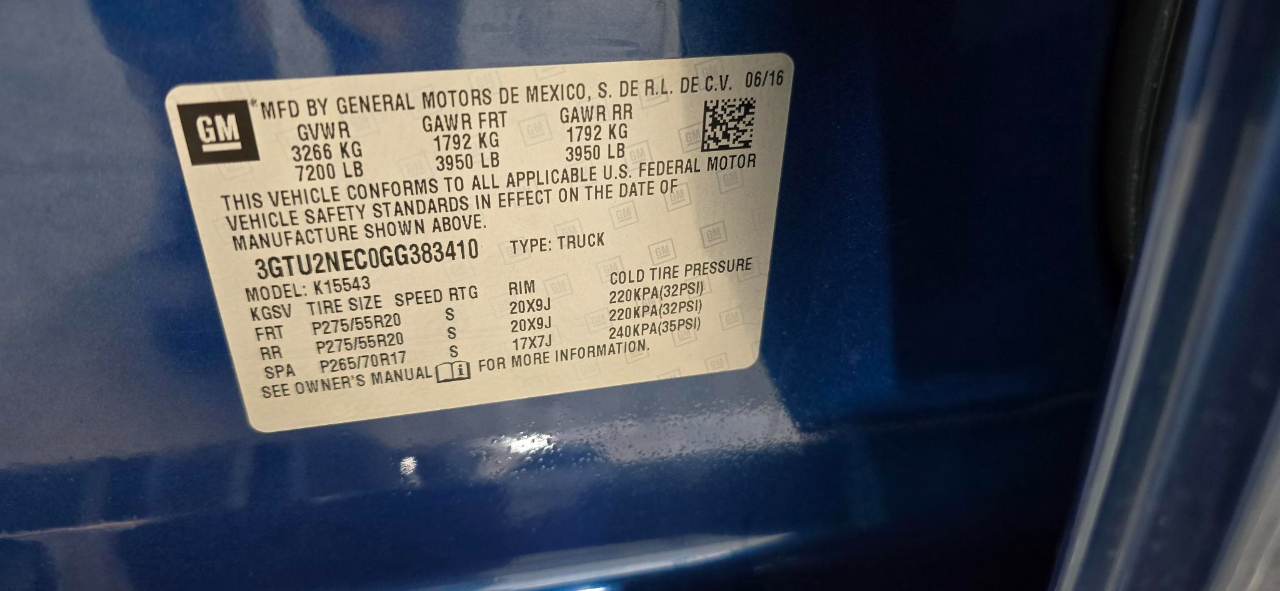 GM
*MFD BY GENERAL MOTORS DE MEXICO, S. DE R.L. DE C.V. 06/16
GVWR GAWR FRT GAWR RR
3266 KG 1792 KG 1792 KG
7200 LB 3950 LB 3950 LB
THIS VEHICLE CONFORMS TO ALL APPLICABLE U.S. FEDERAL MOTOR
VEHICLE SAFETY STANDARDS IN EFFECT ON THE DATE OF
MANUFACTURE SHOWN ABOVE.
3GTU2NEC0GG383410 TYPE: TRUCK
MODEL: K15543
KGSV TIRE SIZE SPEED RTG RIM COLD TIRE PRESSURE
FRT P275/55R20 S 20X9J 220KPA(32PSI)
RR P275/55R20 S 20X9J 220KPA(32PSI)
SPA P265/70R17 S 17X7J 240KPA(35PSI)
SEE OWNER'S MANUAL FOR MORE INFORMATION.